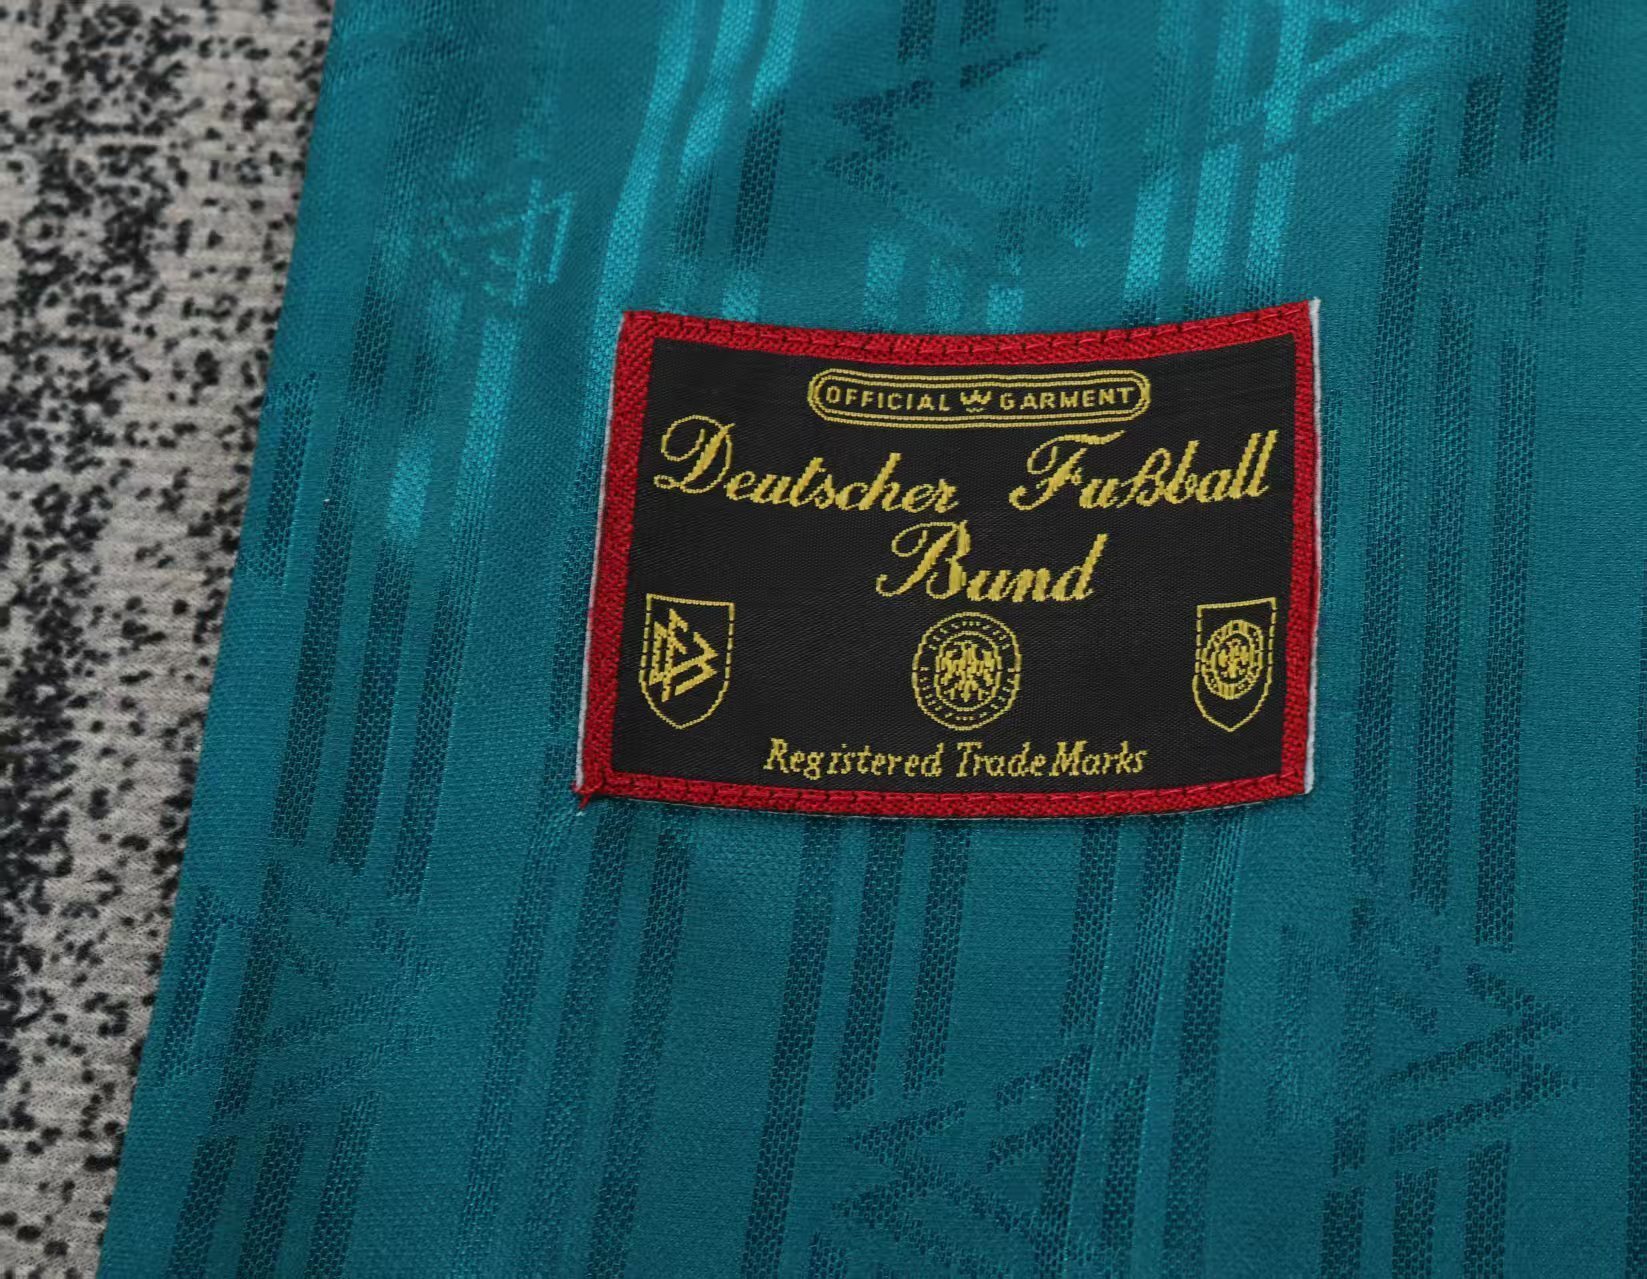 OFFICIAL GARMENT
Deutscher Fußball
Bund
Registered Trade Marks